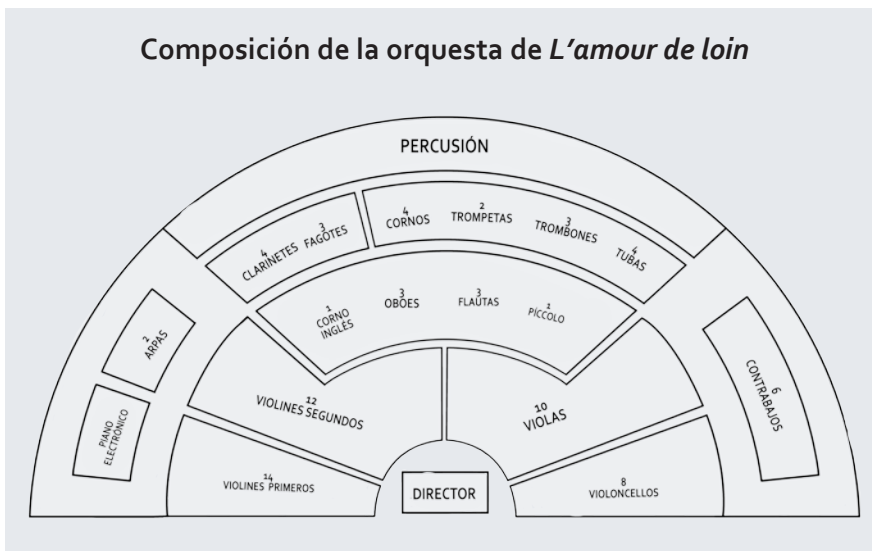 Composición de la orquesta de L'amour de loin
PERCUSIÓN
4
CLARINETES
3
FAGOTES
4
CORNOS
2
TROMPETAS
3
TROMBONES
4
TUBAS
1
CORNO
INGLÉS
3
OBOES
3
FLAUTAS
1
PÍCCOLO
2
ARPAS
PIANO
ELECTRÓNICO
12
VIOLINES SEGUNDOS
10
VIOLAS
6
CONTRABAJOS
14
VIOLINES PRIMEROS
DIRECTOR
8
VIOLONCELLOS